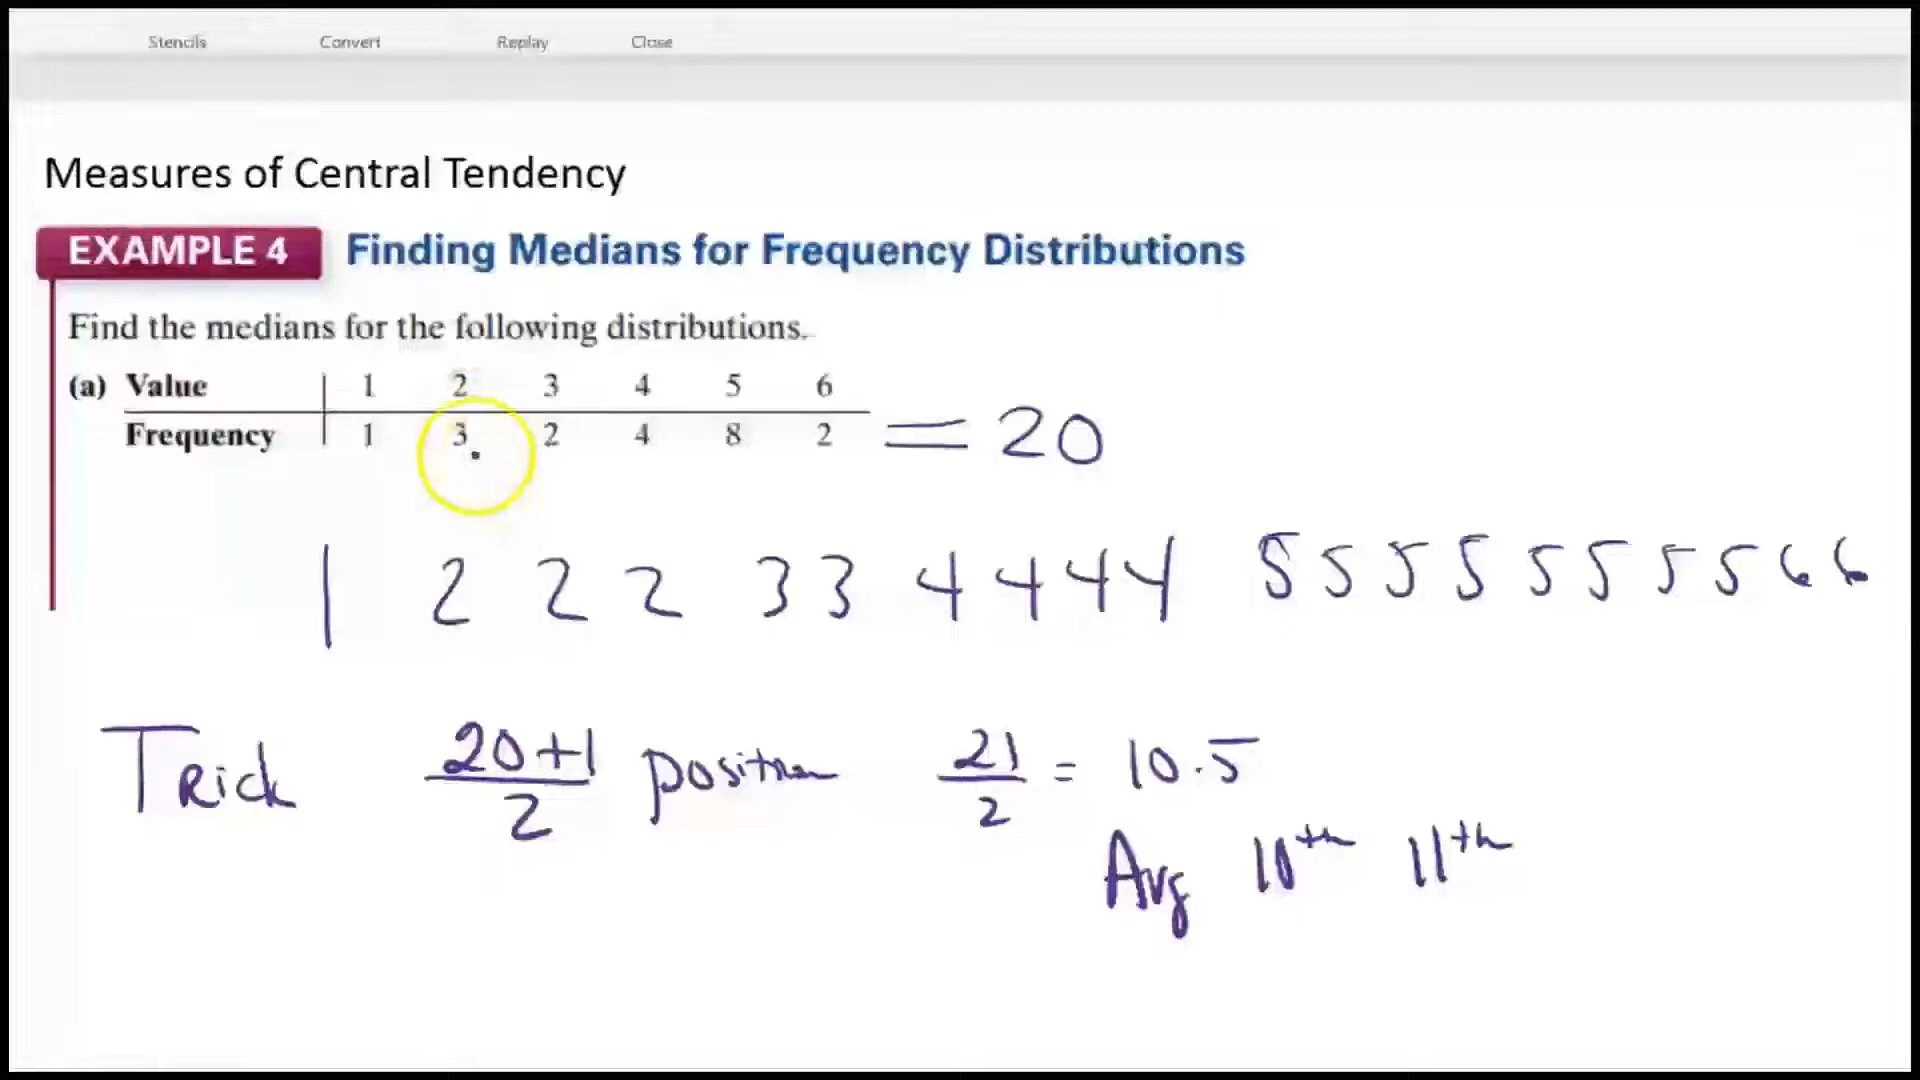 Stencils Convert Replay Close
Measures of Central Tendency
EXAMPLE 4 Finding Medians for Frequency Distributions
Find the medians for the following distributions.
(a) Value 1 2 3 4 5 6
Frequency 1 3 2 4 8 2 = 20
1 2 2 2 3 3 4 4 4 4 5 5 5 5 5 5 5 5 6 6
Trick 20+1/2 position 21/2 = 10.5
Avg 10th 11th